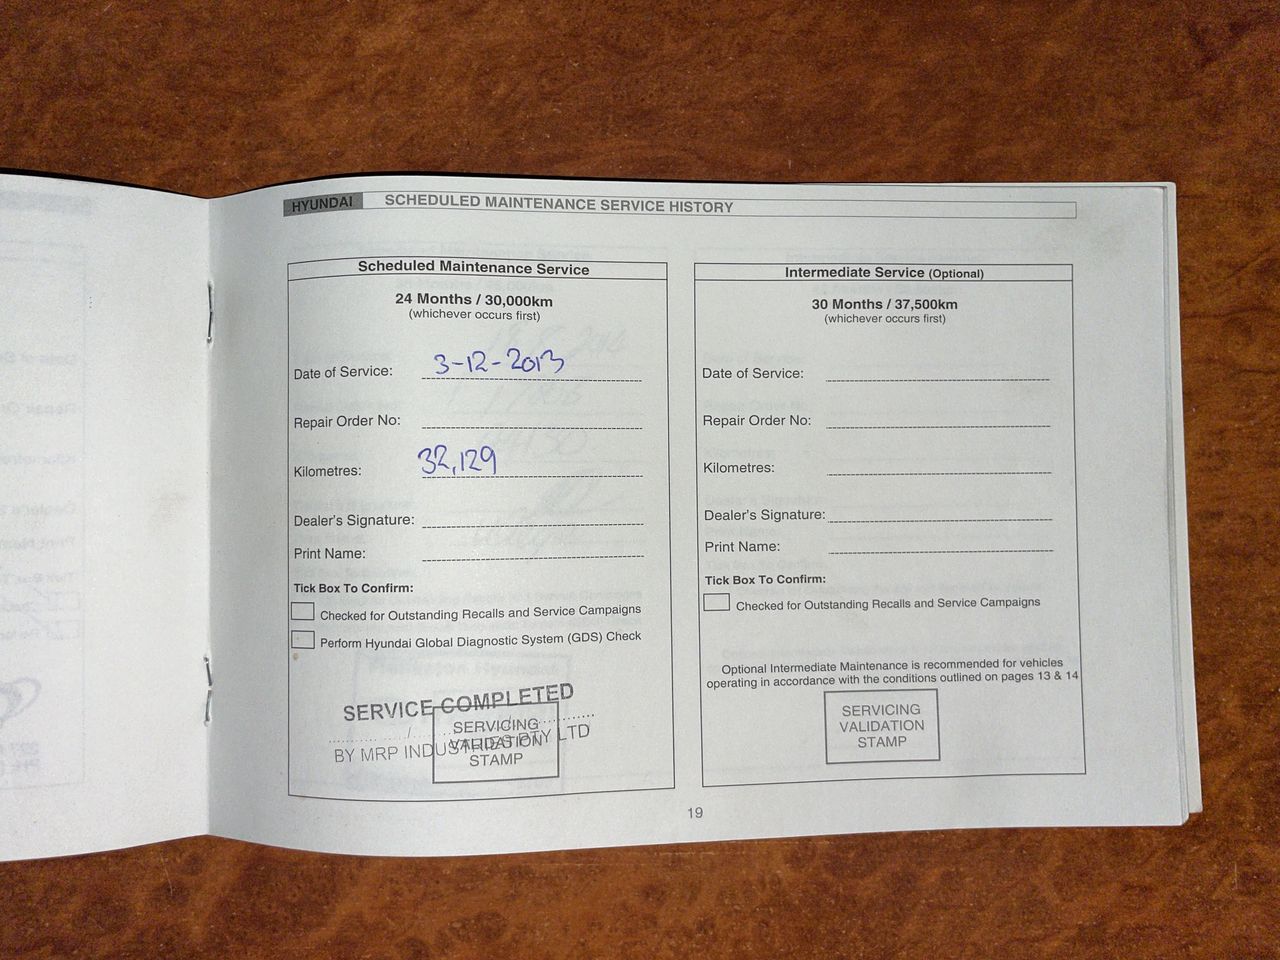 HYUNDAI SCHEDULED MAINTENANCE SERVICE HISTORY
Scheduled Maintenance Service
24 Months / 30,000km
(whichever occurs first)
Date of Service: 3-12-2013
Repair Order No:
Kilometres: 32,129
Dealer's Signature:
Print Name:
Tick Box To Confirm:
Checked for Outstanding Recalls and Service Campaigns
Perform Hyundai Global Diagnostic System (GDS) Check
SERVICE COMPLETED
BY MRP INDUSTRIES PTY LTD
SERVICING
VALIDATION
STAMP
Intermediate Service (Optional)
30 Months / 37,500km
(whichever occurs first)
Date of Service:
Repair Order No:
Kilometres:
Dealer's Signature:
Print Name:
Tick Box To Confirm:
Checked for Outstanding Recalls and Service Campaigns
Optional Intermediate Maintenance is recommended for vehicles
operating in accordance with the conditions outlined on pages 13 & 14
SERVICING
VALIDATION
STAMP
19